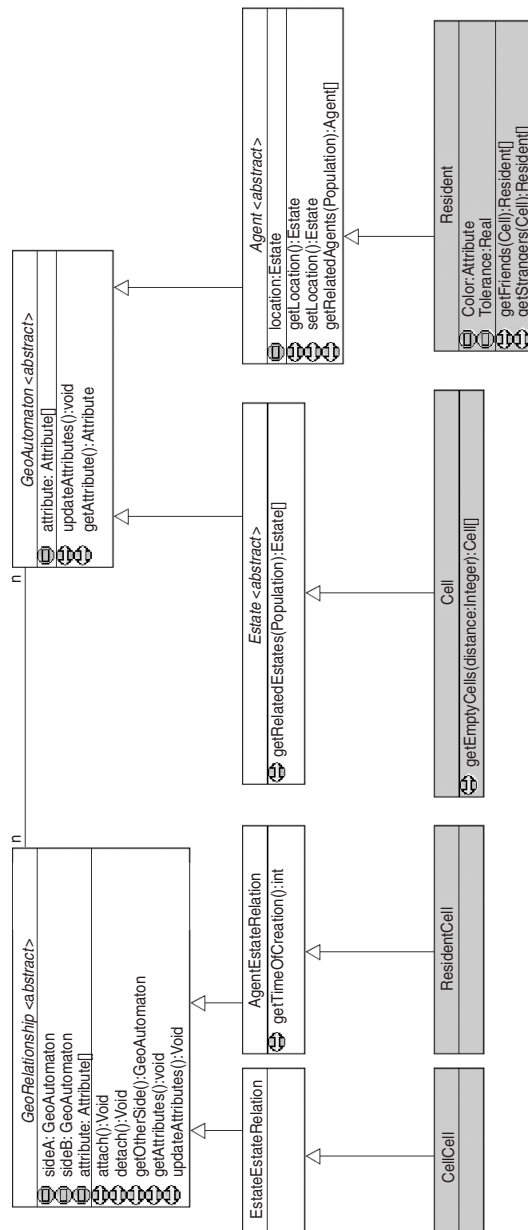 n
n
GeoRelationship <abstract>
sideA: GeoAutomaton
sideB: GeoAutomaton
attribute: Attribute[]
attach():Void
detach():Void
getOtherSide():GeoAutomaton
getAttributes():void
updateAttributes():Void
GeoAutomaton <abstract>
attribute: Attribute[]
updateAttributes():void
getAttribute():Attribute
EstateEstateRelation
AgentEstateRelation
getTimeOfCreation():int
Estate <abstract>
getRelatedEstates(Population):Estate[]
Agent <abstract>
location:Estate
getLocation():Estate
setLocation():Estate
getRelatedAgents(Population):Agent[]
CellCell
ResidentCell
Cell
getEmptyCells(distance:Integer):Cell[]
Resident
Color:Attribute
Tolerance:Real
getFriends(Cell):Resident[]
getStrangers(Cell):Resident[]